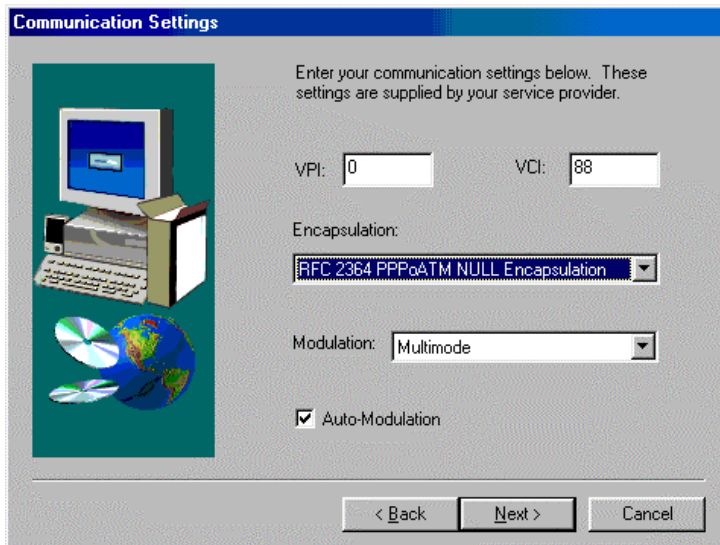 Communication Settings
Enter your communication settings below. These
settings are supplied by your service provider.
VPI: 0 VCI: 88
Encapsulation:
RFC 2364 PPPoATM NULL Encapsulation
Modulation: Multimode
Auto-Modulation
< Back Next > Cancel